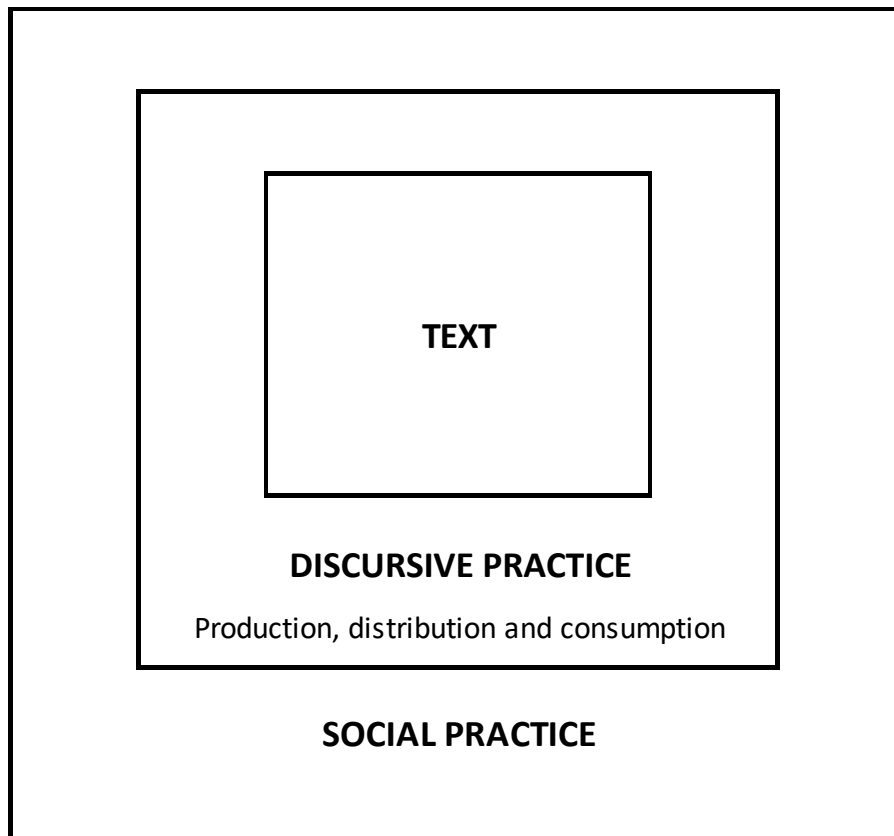 TEXT
DISCURSIVE PRACTICE
Production, distribution and consumption
SOCIAL PRACTICE